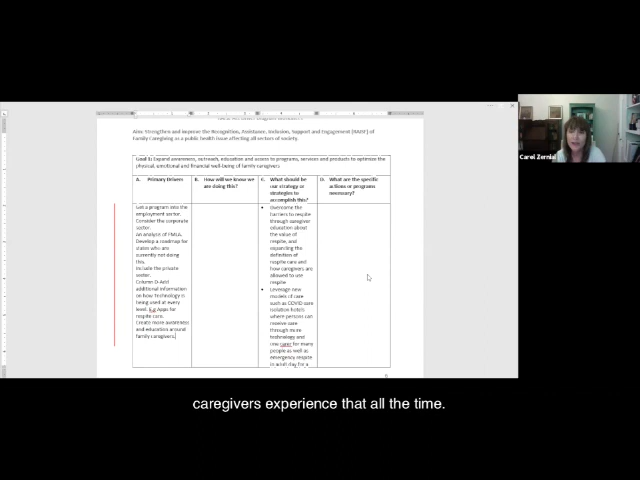 Aim: Strengthen and improve the Recognition, Assistance, Inclusion, Support and Engagement (RAISE) of
Family Caregiving as a public health issue affecting all sectors of society.
Goal 1: Expand awareness, outreach, education and access to programs, services and products to optimize the
physical, emotional and financial well-being of family caregivers
A. Primary Drivers
B. How will we know we
are doing this?
C. What should be
our strategy or
strategies to
accomplish this?
D. What are the specific
actions or programs
necessary?
Get a program into the
employment sector.
Consider the corporate
sector.
An analysis of FMLA.
Develop a roadmap for
states who are
currently not doing
this.
Include the private
sector.
Column D-Add
additional information
on how technology is
being used at every
level. E.g Apps for
respite care.
Create more awareness
and education around
family caregivers.
• Overcome the
barriers to respite
through caregiver
education about
the value of
respite, and
expanding the
definition of
respite care and
how caregivers are
allowed to use
respite
• Leverage new
models of care
such as COVID care
isolation hotels
where persons can
receive care
through more
technology and
one carer for many
people as well as
emergency respite
in adult day for a
Carol Zernial
caregivers experience that all the time.